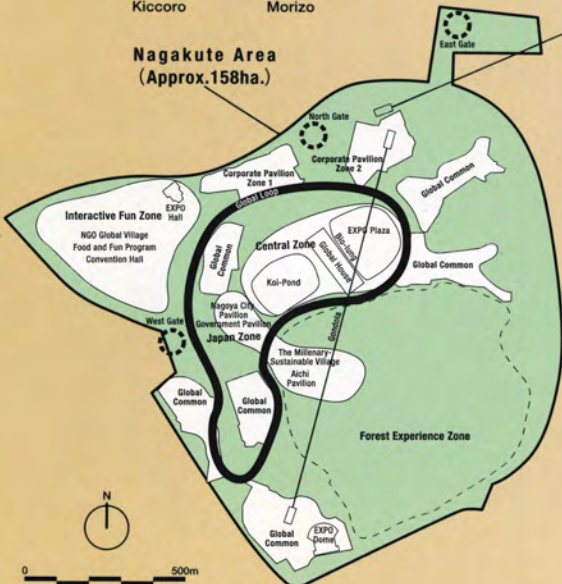 Kiccoro
Morizo
Nagakute Area
(Approx.158ha.)
East Gate
North Gate
Corporate Pavilion
Zone 1
Corporate Pavilion
Zone 2
Global Loop
Global Common
Interactive Fun Zone
EXPO
Hall
NGO Global Village
Food and Fun Program
Convention Hall
Global
Common
Central Zone
EXPO Plaza
Bio-lung
Global House
Koi-Pond
Global Common
Nagoya City
Pavilion
Government Pavilion
Japan Zone
West Gate
Gondola
The Millenary-
Sustainable Village
Aichi
Pavilion
Global
Common
Global
Common
Forest Experience Zone
Global
Common
EXPO
Dome
N
0
500m